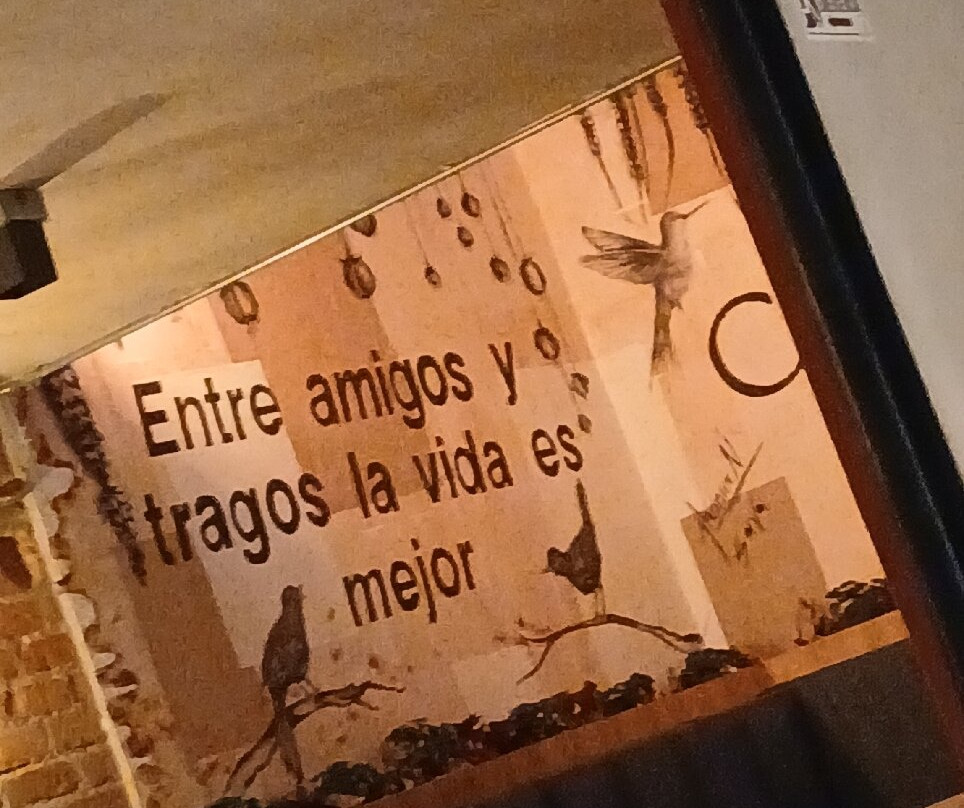 Entre amigos y
tragos la vida es
mejor